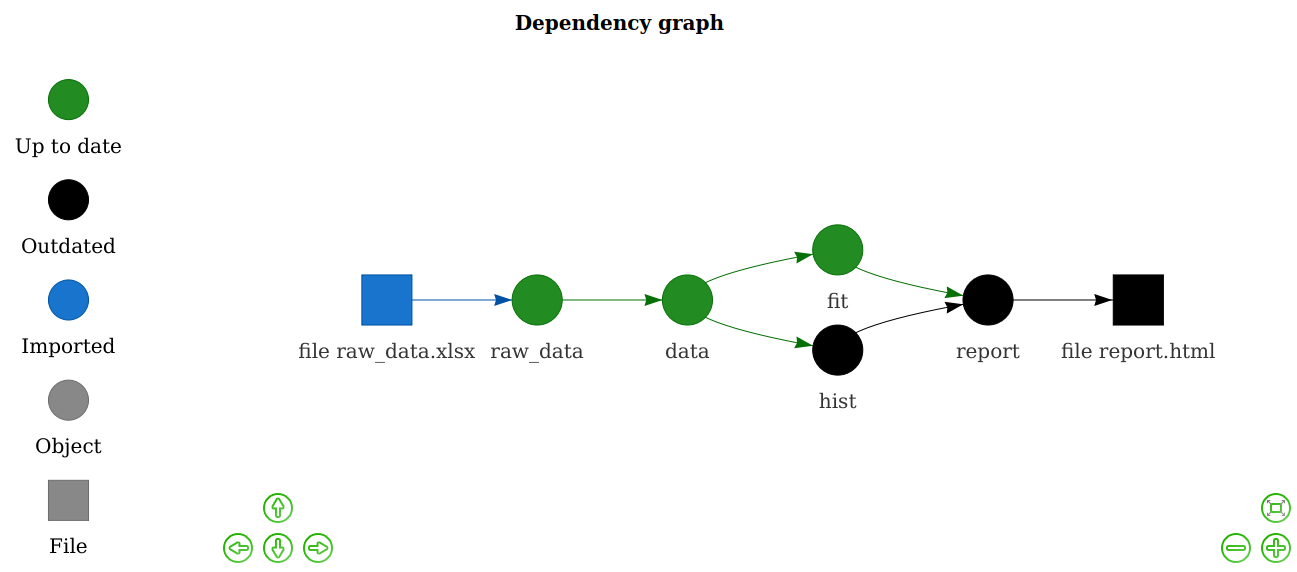 Dependency graph
Up to date
Outdated
Imported
Object
File
file raw_data.xlsx
raw_data
data
fit
hist
report
file report.html